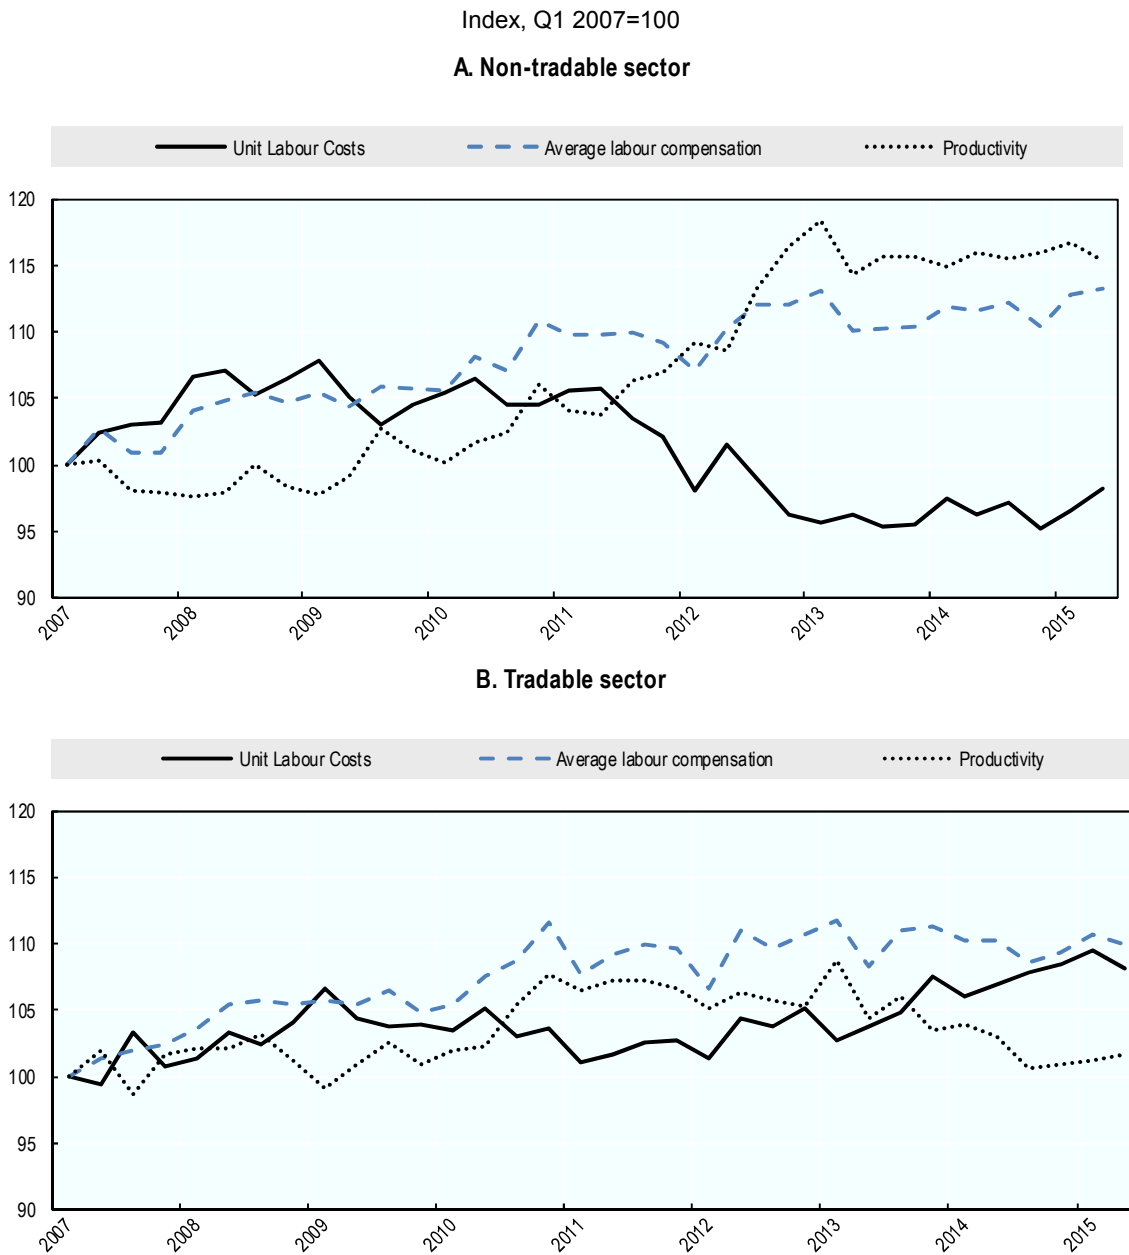 Index, Q1 2007=100
A. Non-tradable sector
Unit Labour Costs Average labour compensation Productivity
120
115
110
105
100
95
90
2007 2008 2009 2010 2011 2012 2013 2014 2015
B. Tradable sector
Unit Labour Costs Average labour compensation Productivity
120
115
110
105
100
95
90
2007 2008 2009 2010 2011 2012 2013 2014 2015